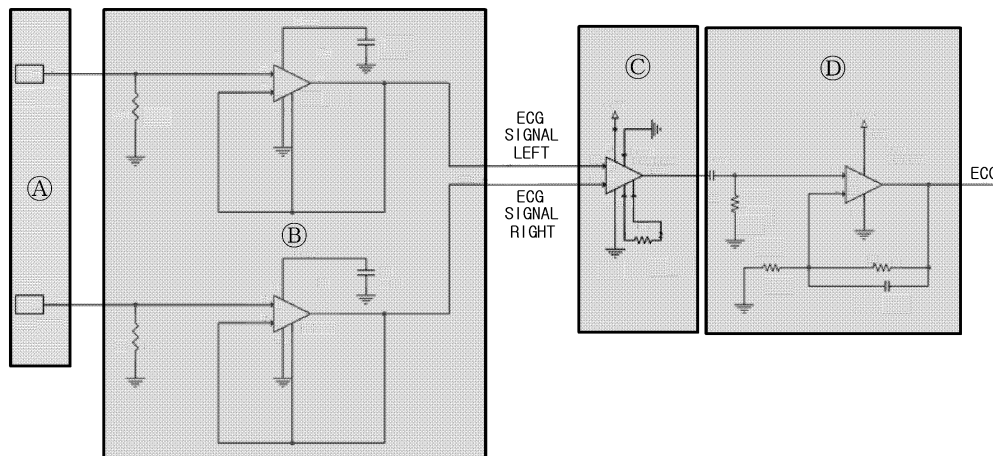 Ⓐ
Ⓑ
ECG
SIGNAL
LEFT
ECG
SIGNAL
RIGHT
Ⓒ
Ⓓ
ECG